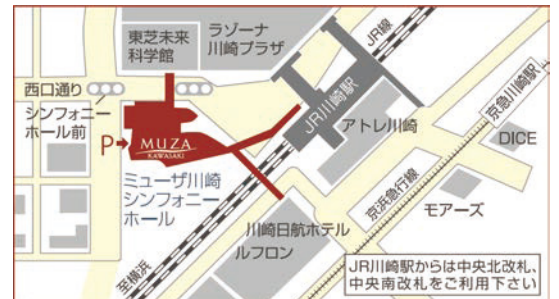 ラゾーナ
川崎プラザ
東芝未来
科学館
JR線
西口通り
シンフォニー
ホール前
P
MUZA
KAWASAKI
JR川崎駅
アトレ川崎
京急川崎駅
DICE
ミューザ川崎
シンフォニー
ホール
京浜急行線
モアーズ
川崎日航ホテル
ルフロン
至横浜
JR川崎駅からは中央北改札、
中央南改札をご利用下さい